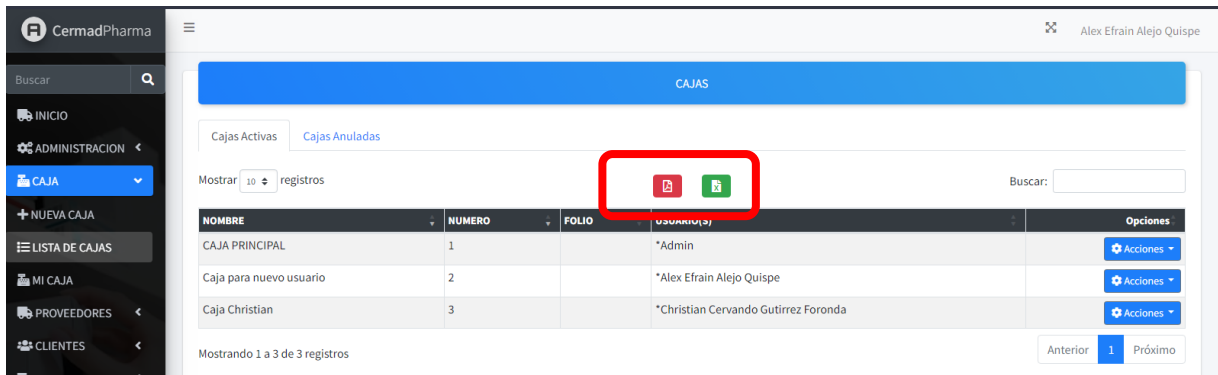 CermadPharma
Alex Efrain Alejo Quispe
Buscar
INICIO
ADMINISTRACION
CAJA
NUEVA CAJA
LISTA DE CAJAS
MI CAJA
PROVEEDORES
CLIENTES
CAJAS
Cajas Activas Cajas Anuladas
Mostrar 10 registros Buscar:
NOMBRE NUMERO FOLIO USUARIO(S) Opciones
CAJA PRINCIPAL 1 *Admin Acciones
Caja para nuevo usuario 2 *Alex Efrain Alejo Quispe Acciones
Caja Christian 3 *Christian Cervando Gutirrez Foronda Acciones
Mostrando 1 a 3 de 3 registros Anterior 1 Próximo